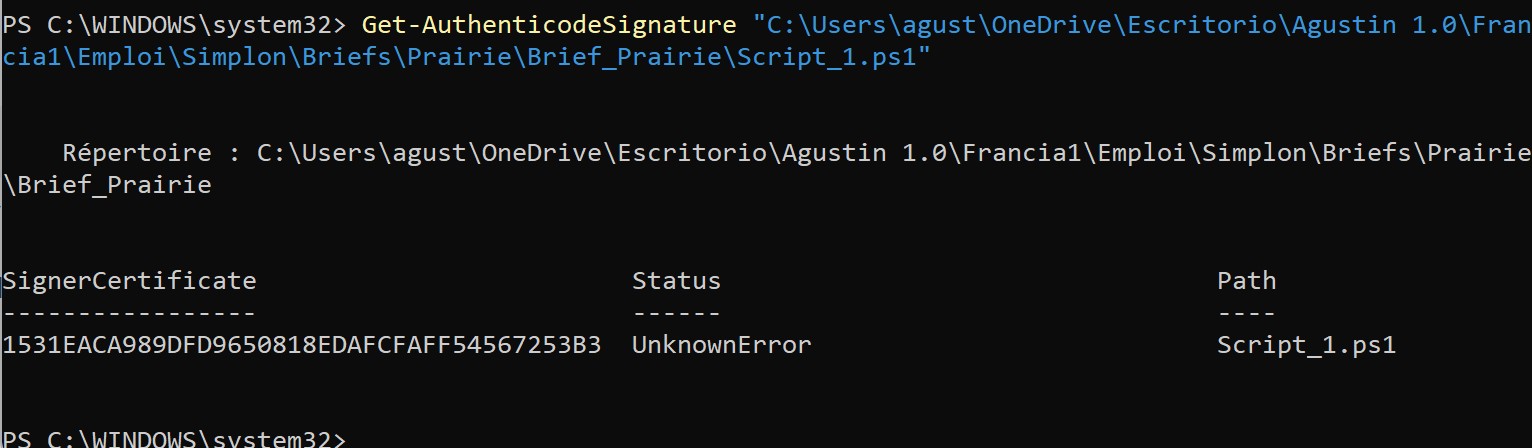 PS C:\WINDOWS\system32> Get-AuthenticodeSignature "C:\Users\agust\OneDrive\Escritorio\Agustin 1.0\Fran
cia1\Emploi\Simplon\Briefs\Prairie\Brief_Prairie\Script_1.ps1"
Répertoire : C:\Users\agust\OneDrive\Escritorio\Agustin 1.0\Francia1\Emploi\Simplon\Briefs\Prairie
\Brief_Prairie
SignerCertificate Status Path
----------------- ------ ----
1531EACA989DFD9650818EDAFCFAFF54567253B3 UnknownError Script_1.ps1
PS C:\WINDOWS\system32>